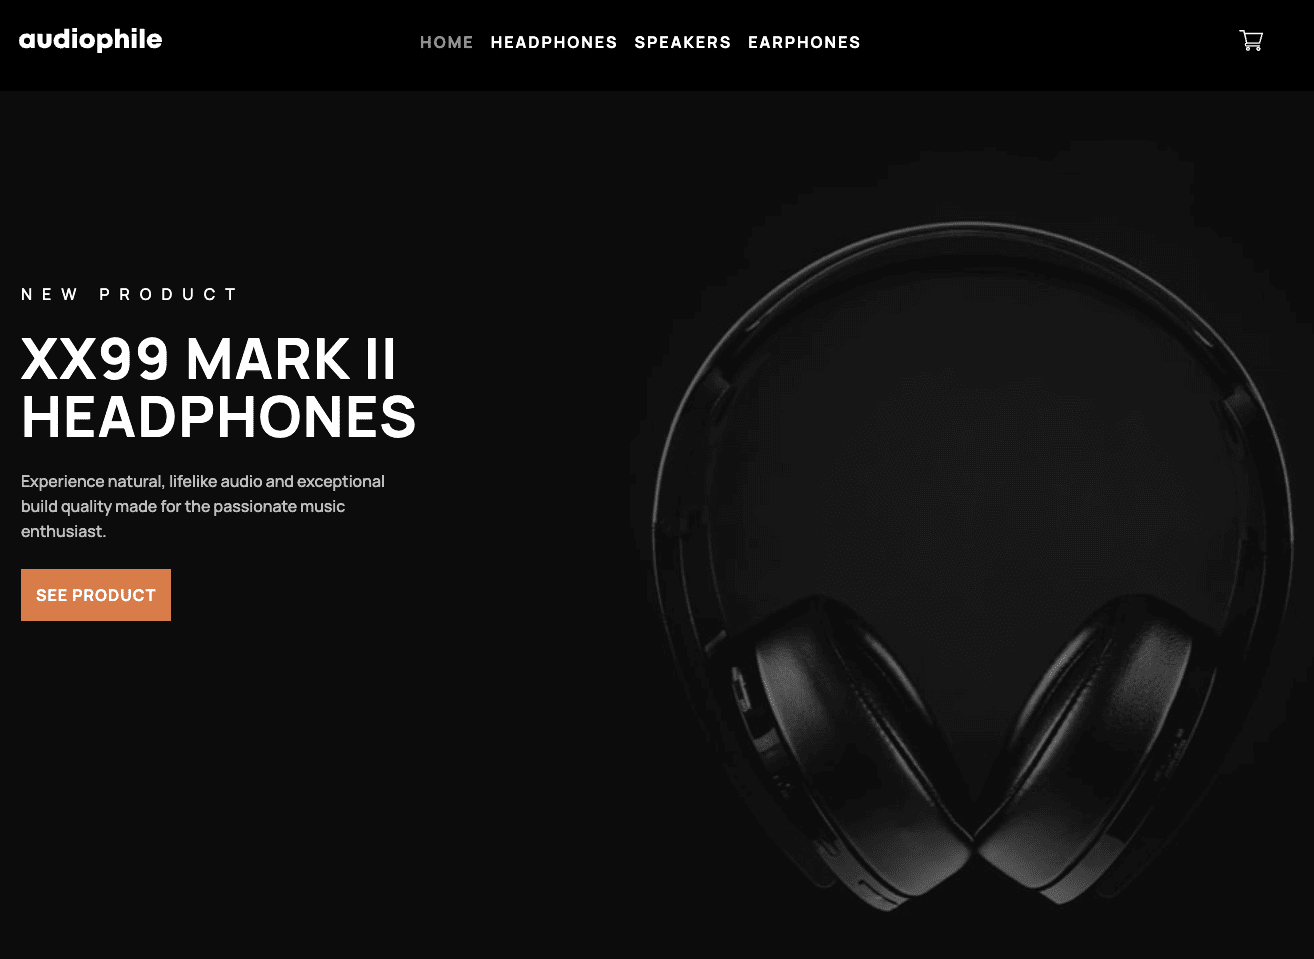 audiophile
HOME HEADPHONES SPEAKERS EARPHONES
NEW PRODUCT
XX99 MARK II
HEADPHONES
Experience natural, lifelike audio and exceptional
build quality made for the passionate music
enthusiast.
SEE PRODUCT